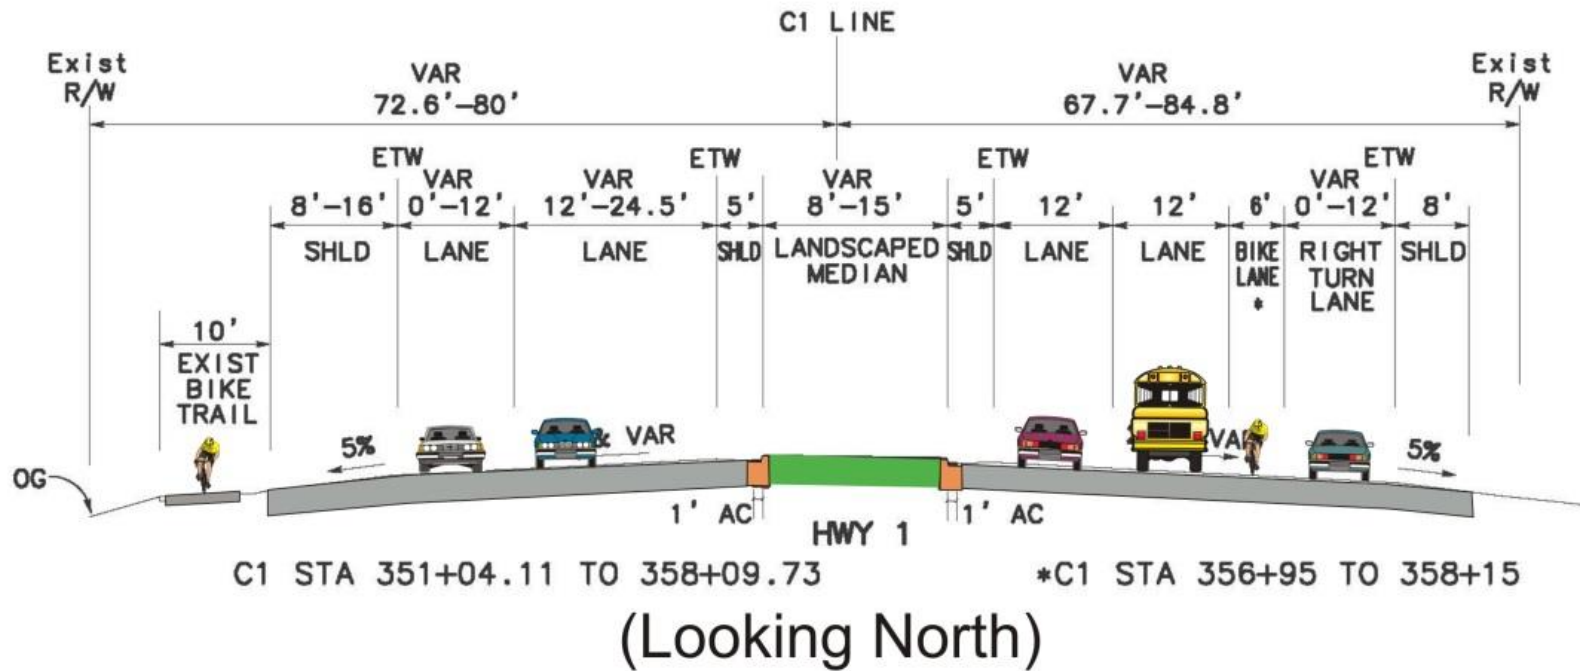 C1 LINE
Exist
R/W
VAR
72.6'-80'
VAR
67.7'-84.8'
Exist
R/W
ETW
ETW
ETW
ETW
8'-16'
SHLD
VAR
0'-12'
LANE
VAR
12'-24.5'
LANE
5'
SHLD
VAR
8'-15'
LANDSCAPED
MEDIAN
5'
SHLD
12'
LANE
12'
LANE
6'
BIKE
LANE
*
VAR
0'-12'
RIGHT
TURN
LANE
8'
SHLD
10'
EXIST
BIKE
TRAIL
5%
& VAR
5%
OG
1' AC
1' AC
HWY 1
C1 STA 351+04.11 TO 358+09.73
*C1 STA 356+95 TO 358+15
(Looking North)